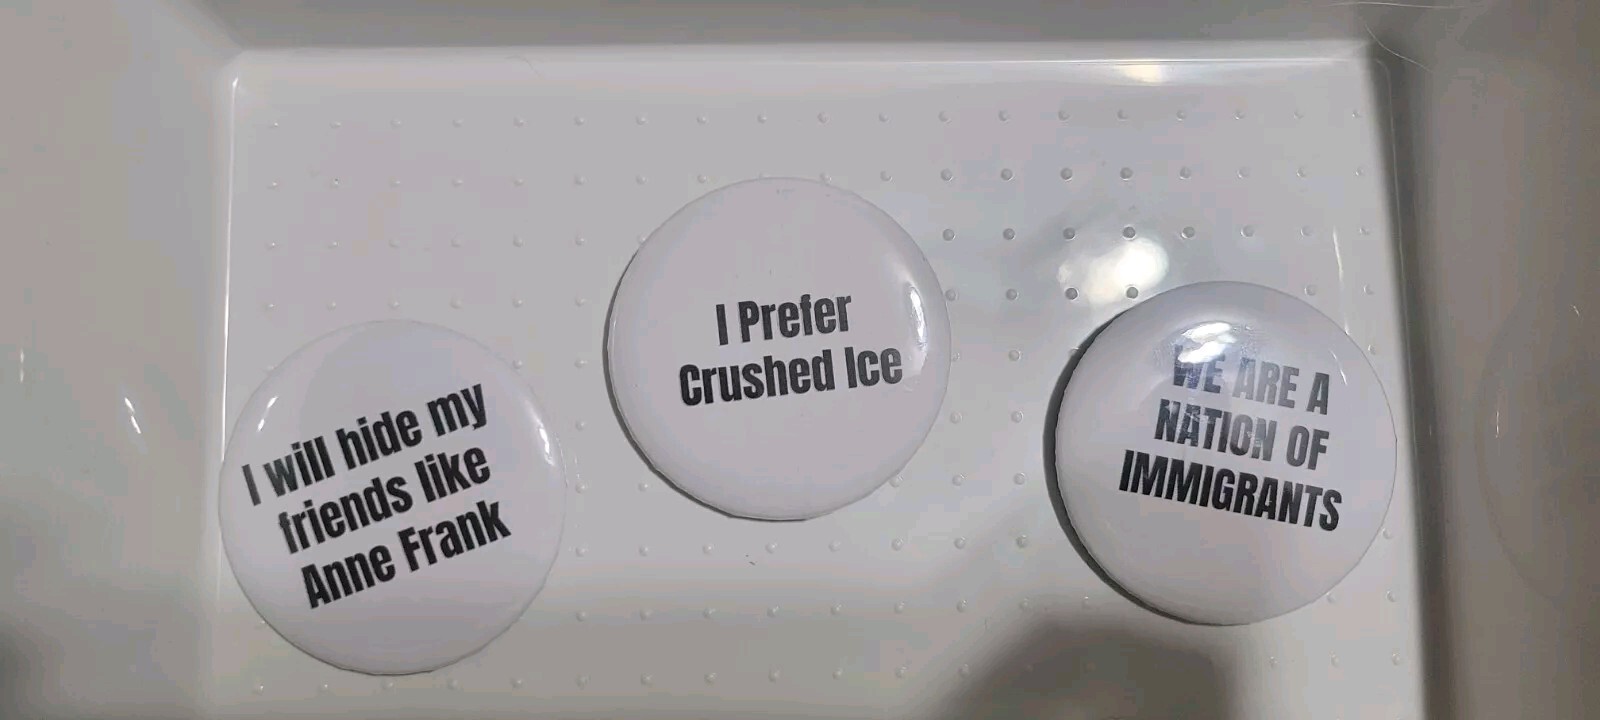 I will hide my
friends like
Anne Frank
I Prefer
Crushed Ice
WE ARE A
NATION OF
IMMIGRANTS